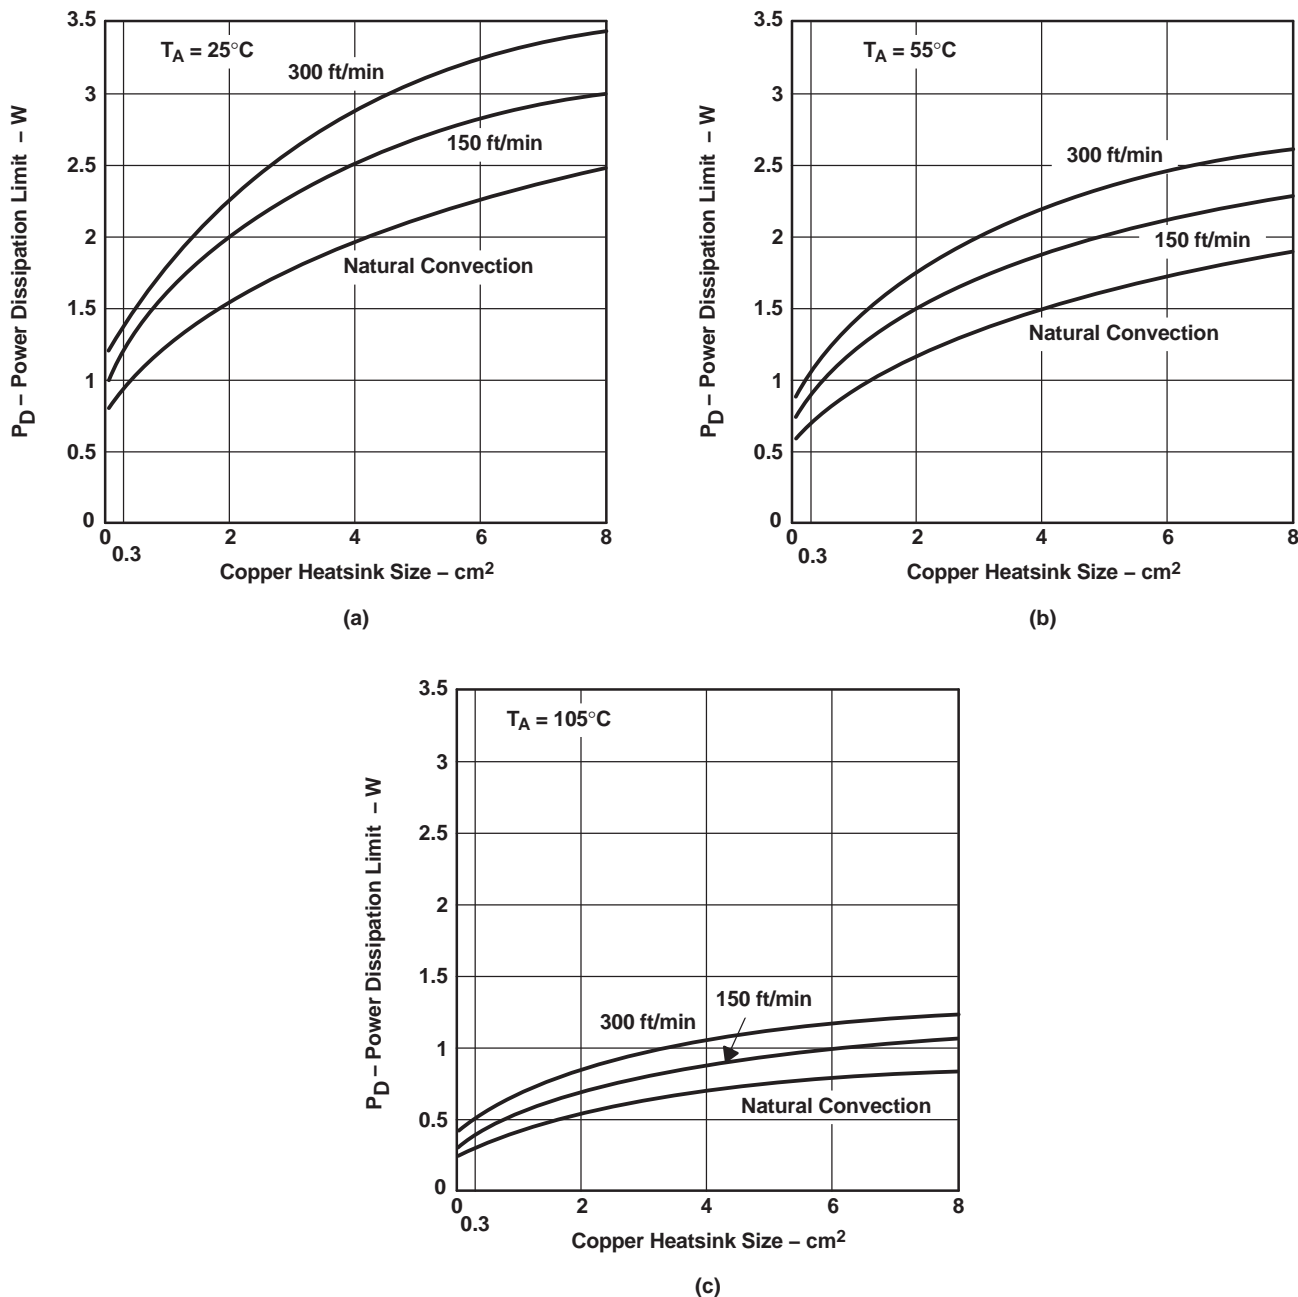 3.5
3
2.5
2
1.5
1
0.5
0
P_D – Power Dissipation Limit – W
T_A = 25°C
300 ft/min
150 ft/min
Natural Convection
0 2 4 6 8
0.3
Copper Heatsink Size – cm²
(a)
3.5
3
2.5
2
1.5
1
0.5
0
P_D – Power Dissipation Limit – W
T_A = 55°C
300 ft/min
150 ft/min
Natural Convection
0 2 4 6 8
0.3
Copper Heatsink Size – cm²
(b)
3.5
3
2.5
2
1.5
1
0.5
0
P_D – Power Dissipation Limit – W
T_A = 105°C
150 ft/min
300 ft/min
Natural Convection
0 2 4 6 8
0.3
Copper Heatsink Size – cm²
(c)